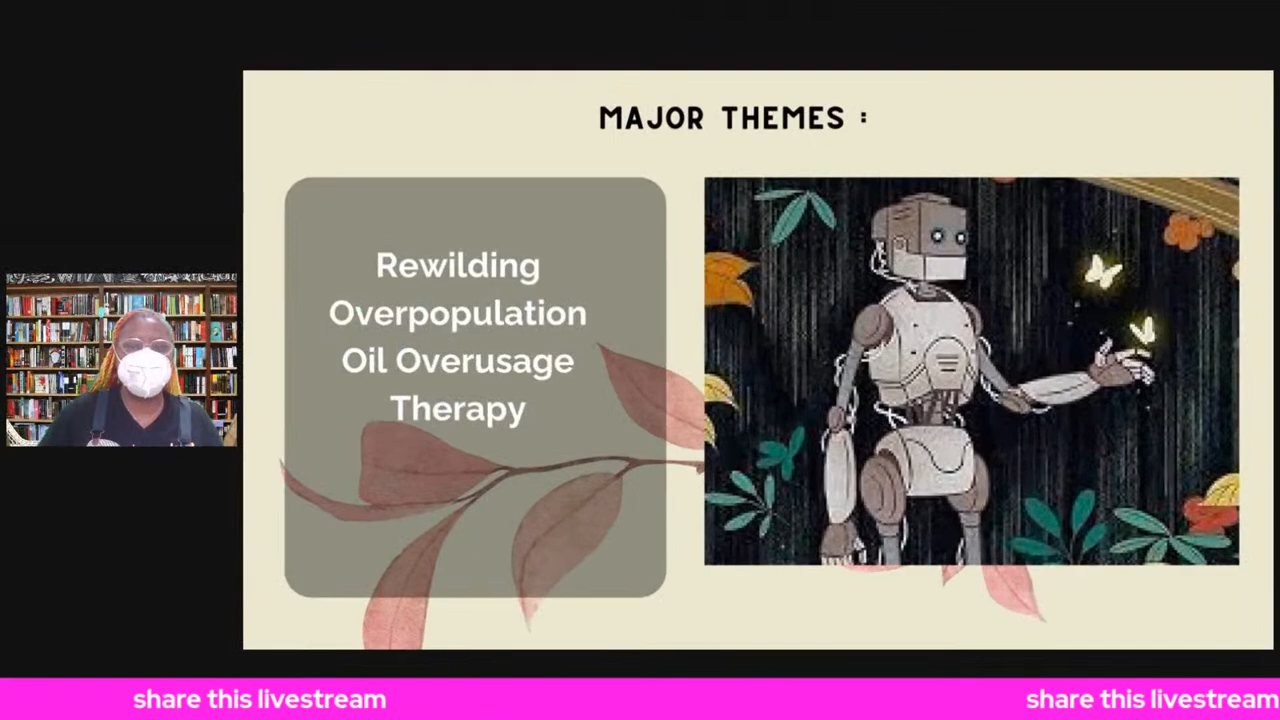 MAJOR THEMES :
Rewilding
Overpopulation
Oil Overusage
Therapy
share this livestream
share this livestream